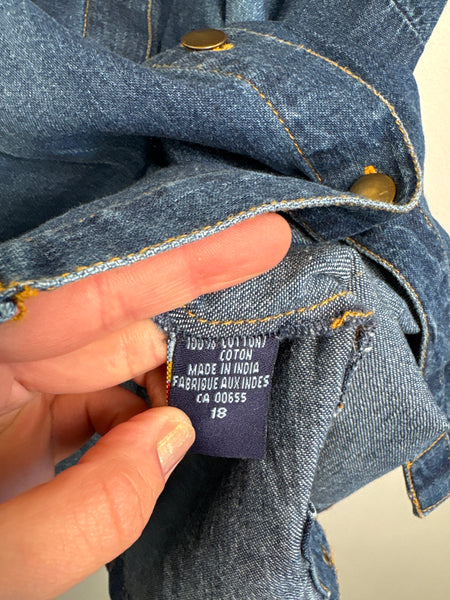 100% COTTON/
COTON
MADE IN INDIA
FABRIQUE AUX INDES
CA 00655
18